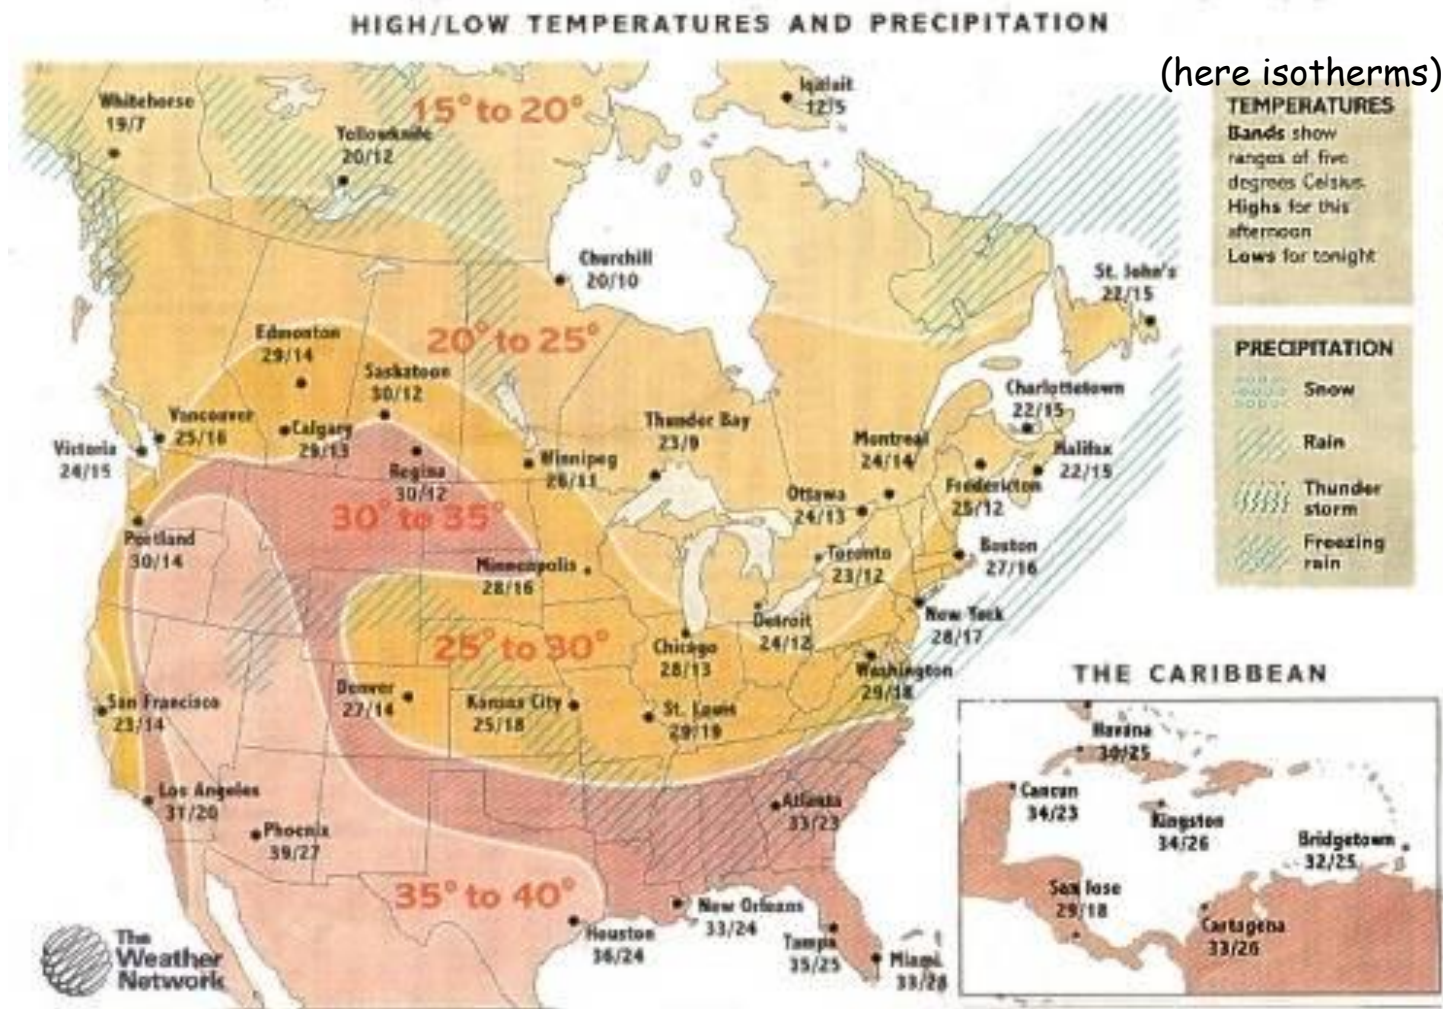 HIGH/LOW TEMPERATURES AND PRECIPITATION
(here isotherms)
TEMPERATURES
Bands show
ranges of five
degrees Celsius.
Highs for this
afternoon
Lows for tonight
PRECIPITATION
Snow
Rain
Thunder
storm
Freezing
rain
Whitehorse
19/7
Yellowknife
20/12
15° to 20°
Iqaluit
12/5
Churchill
20/10
St. John's
22/15
Edmonton
29/14
20° to 25°
Saskatoon
30/12
Vancouver
25/16
Calgary
29/13
Victoria
24/15
Regina
30/12
Winnipeg
26/11
Thunder Bay
23/9
Montreal
24/14
Charlottetown
22/15
Halifax
22/15
Fredericton
25/12
Ottawa
24/13
30° to 35°
Portland
30/14
Minneapolis
28/16
Toronto
23/12
Boston
27/16
Detroit
24/12
New York
28/17
25° to 30°
Chicago
28/13
Washington
29/18
San Francisco
23/14
Denver
27/14
Kansas City
25/18
St. Louis
29/19
Los Angeles
31/20
Phoenix
39/27
Atlanta
33/23
35° to 40°
Houston
36/24
New Orleans
33/24
Tampa
35/25
Miami
33/28
The
Weather
Network
THE CARIBBEAN
Havana
30/25
Cancun
34/23
Kingston
34/26
Bridgetown
32/25
San Jose
29/18
Cartagena
33/26